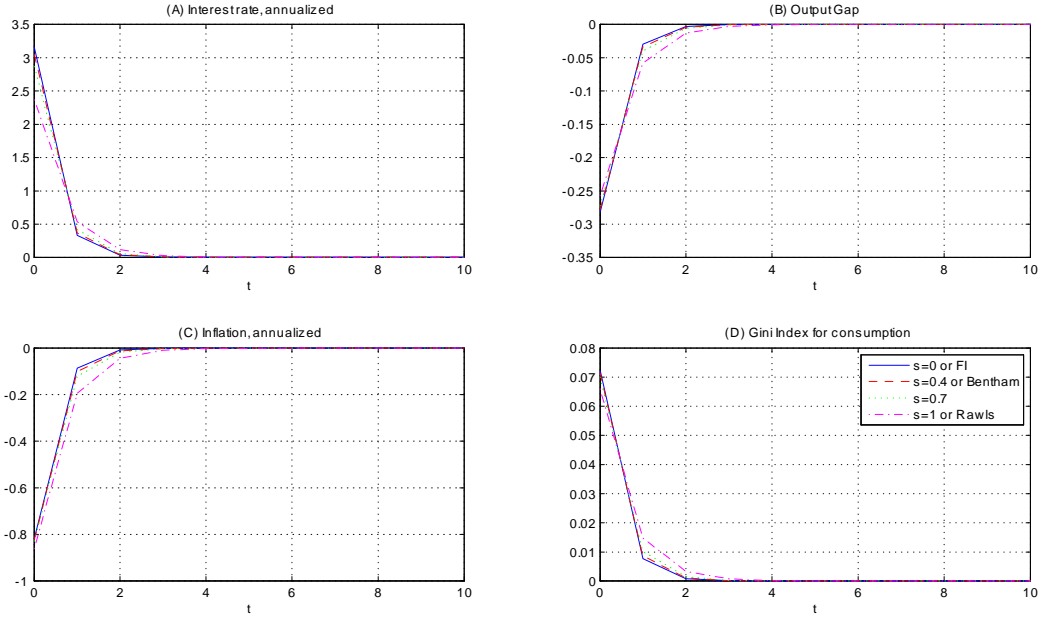 (A) Interest rate, annualized
3.5
3
2.5
2
1.5
1
0.5
0
0 2 4 6 8 10
t
(B) Output Gap
0
-0.05
-0.1
-0.15
-0.2
-0.25
-0.3
-0.35
0 2 4 6 8 10
t
(C) Inflation, annualized
0
-0.2
-0.4
-0.6
-0.8
-1
0 2 4 6 8 10
t
(D) Gini Index for consumption
0.08
0.07
0.06
0.05
0.04
0.03
0.02
0.01
0
0 2 4 6 8 10
t
s=0 or FI
s=0.4 or Bentham
s=0.7
s=1 or Rawls